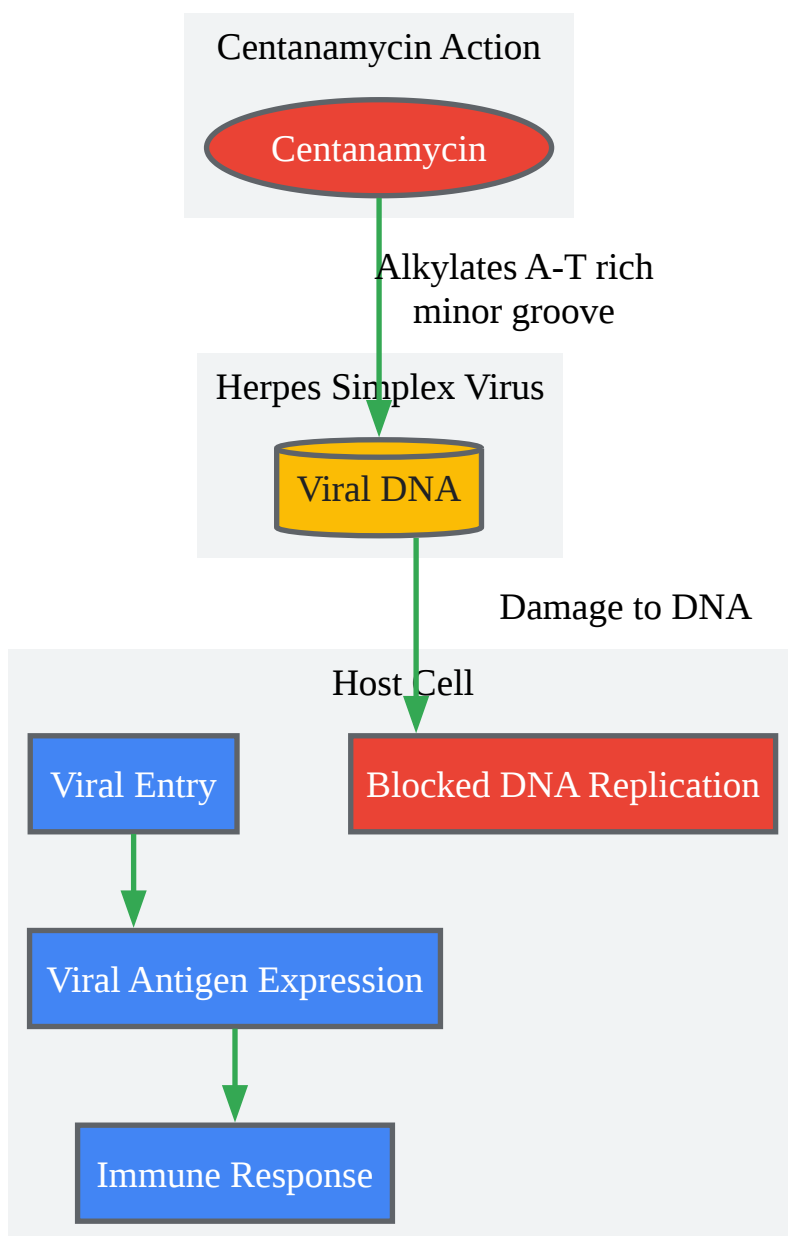 Centanamycin Action
Centanamycin
Alkylates A-T rich
minor groove
Herpes Simplex Virus
Viral DNA
Damage to DNA
Host Cell
Viral Entry
Blocked DNA Replication
Viral Antigen Expression
Immune Response